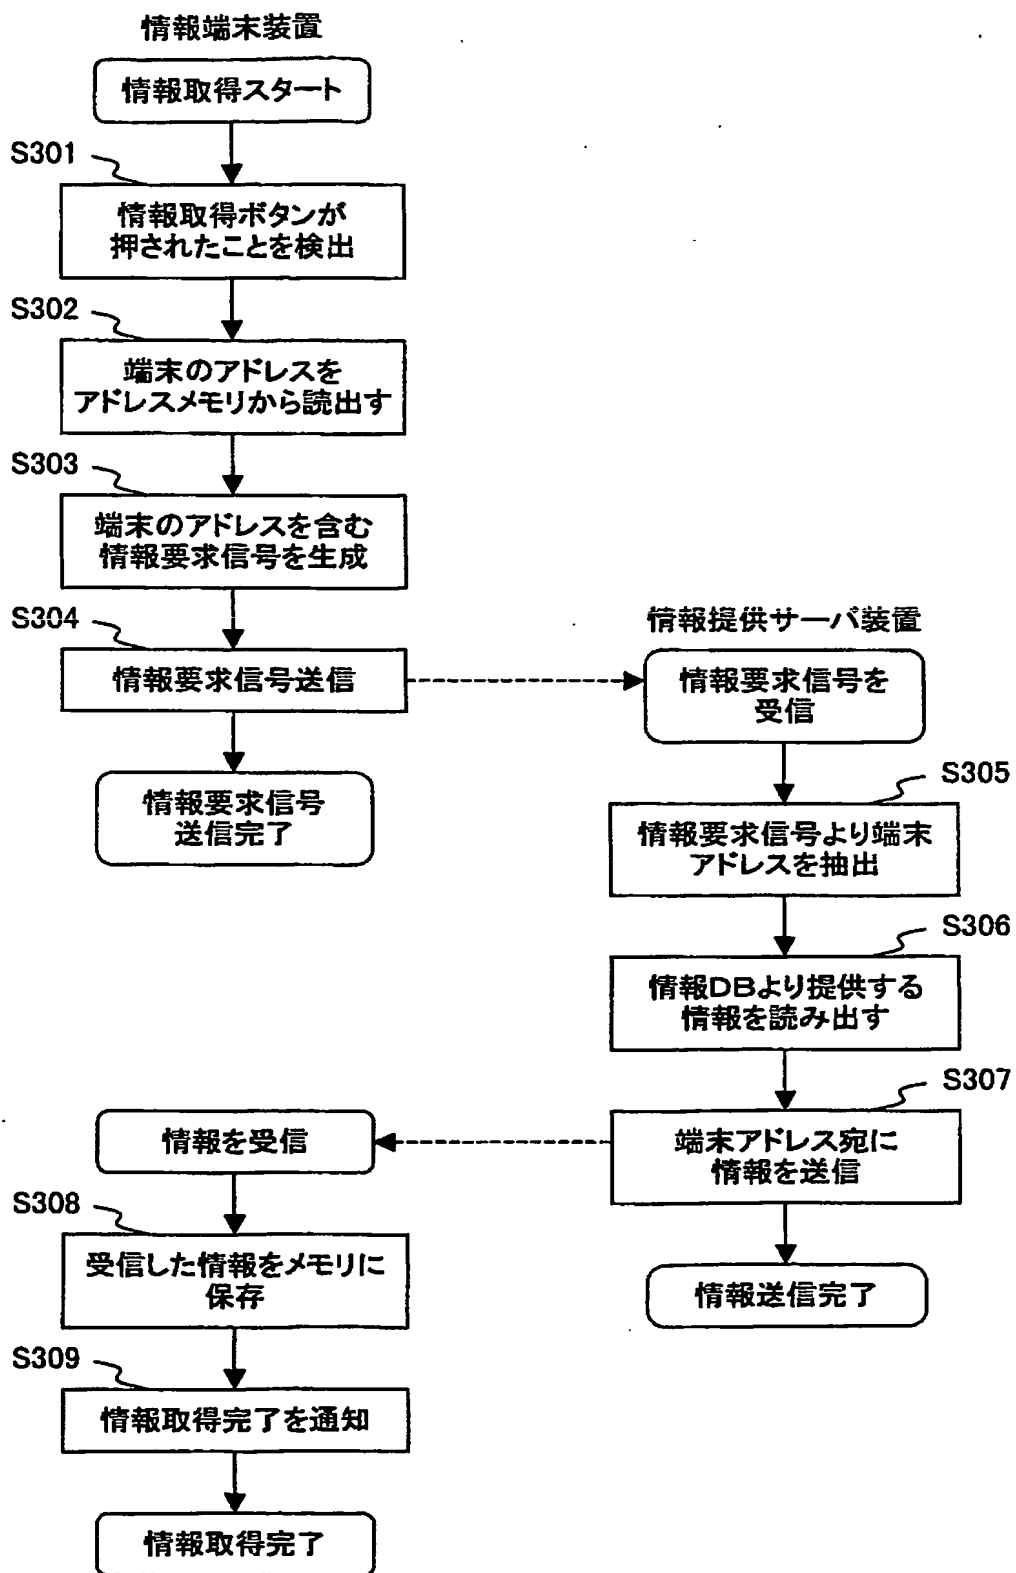 情報端末装置
情報取得スタート
S301
情報取得ボタンが
押されたことを検出
S302
端末のアドレスを
アドレスメモリから読出す
S303
端末のアドレスを含む
情報要求信号を生成
S304
情報要求信号送信
情報要求信号
送信完了
情報提供サーバ装置
情報要求信号を
受信
S305
情報要求信号より端末
アドレスを抽出
S306
情報DBより提供する
情報を読み出す
S307
端末アドレス宛に
情報を送信
情報送信完了
情報を受信
S308
受信した情報をメモリに
保存
S309
情報取得完了を通知
情報取得完了